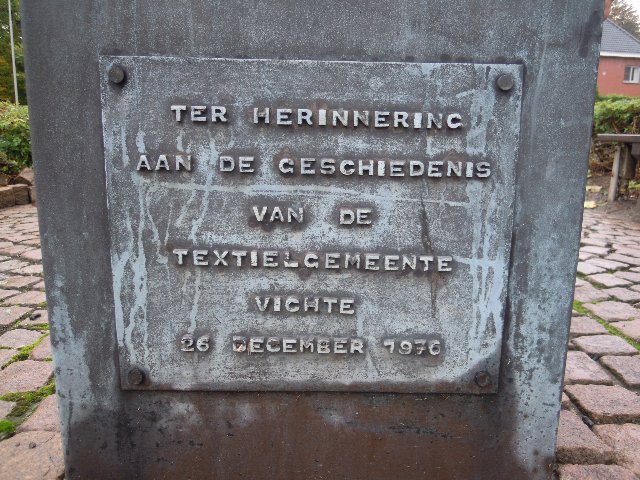 TER HERINNERING
AAN DE GESCHIEDENIS
VAN DE
TEXTIELGEMEENTE
VICHTE
26 DECEMBER 1976